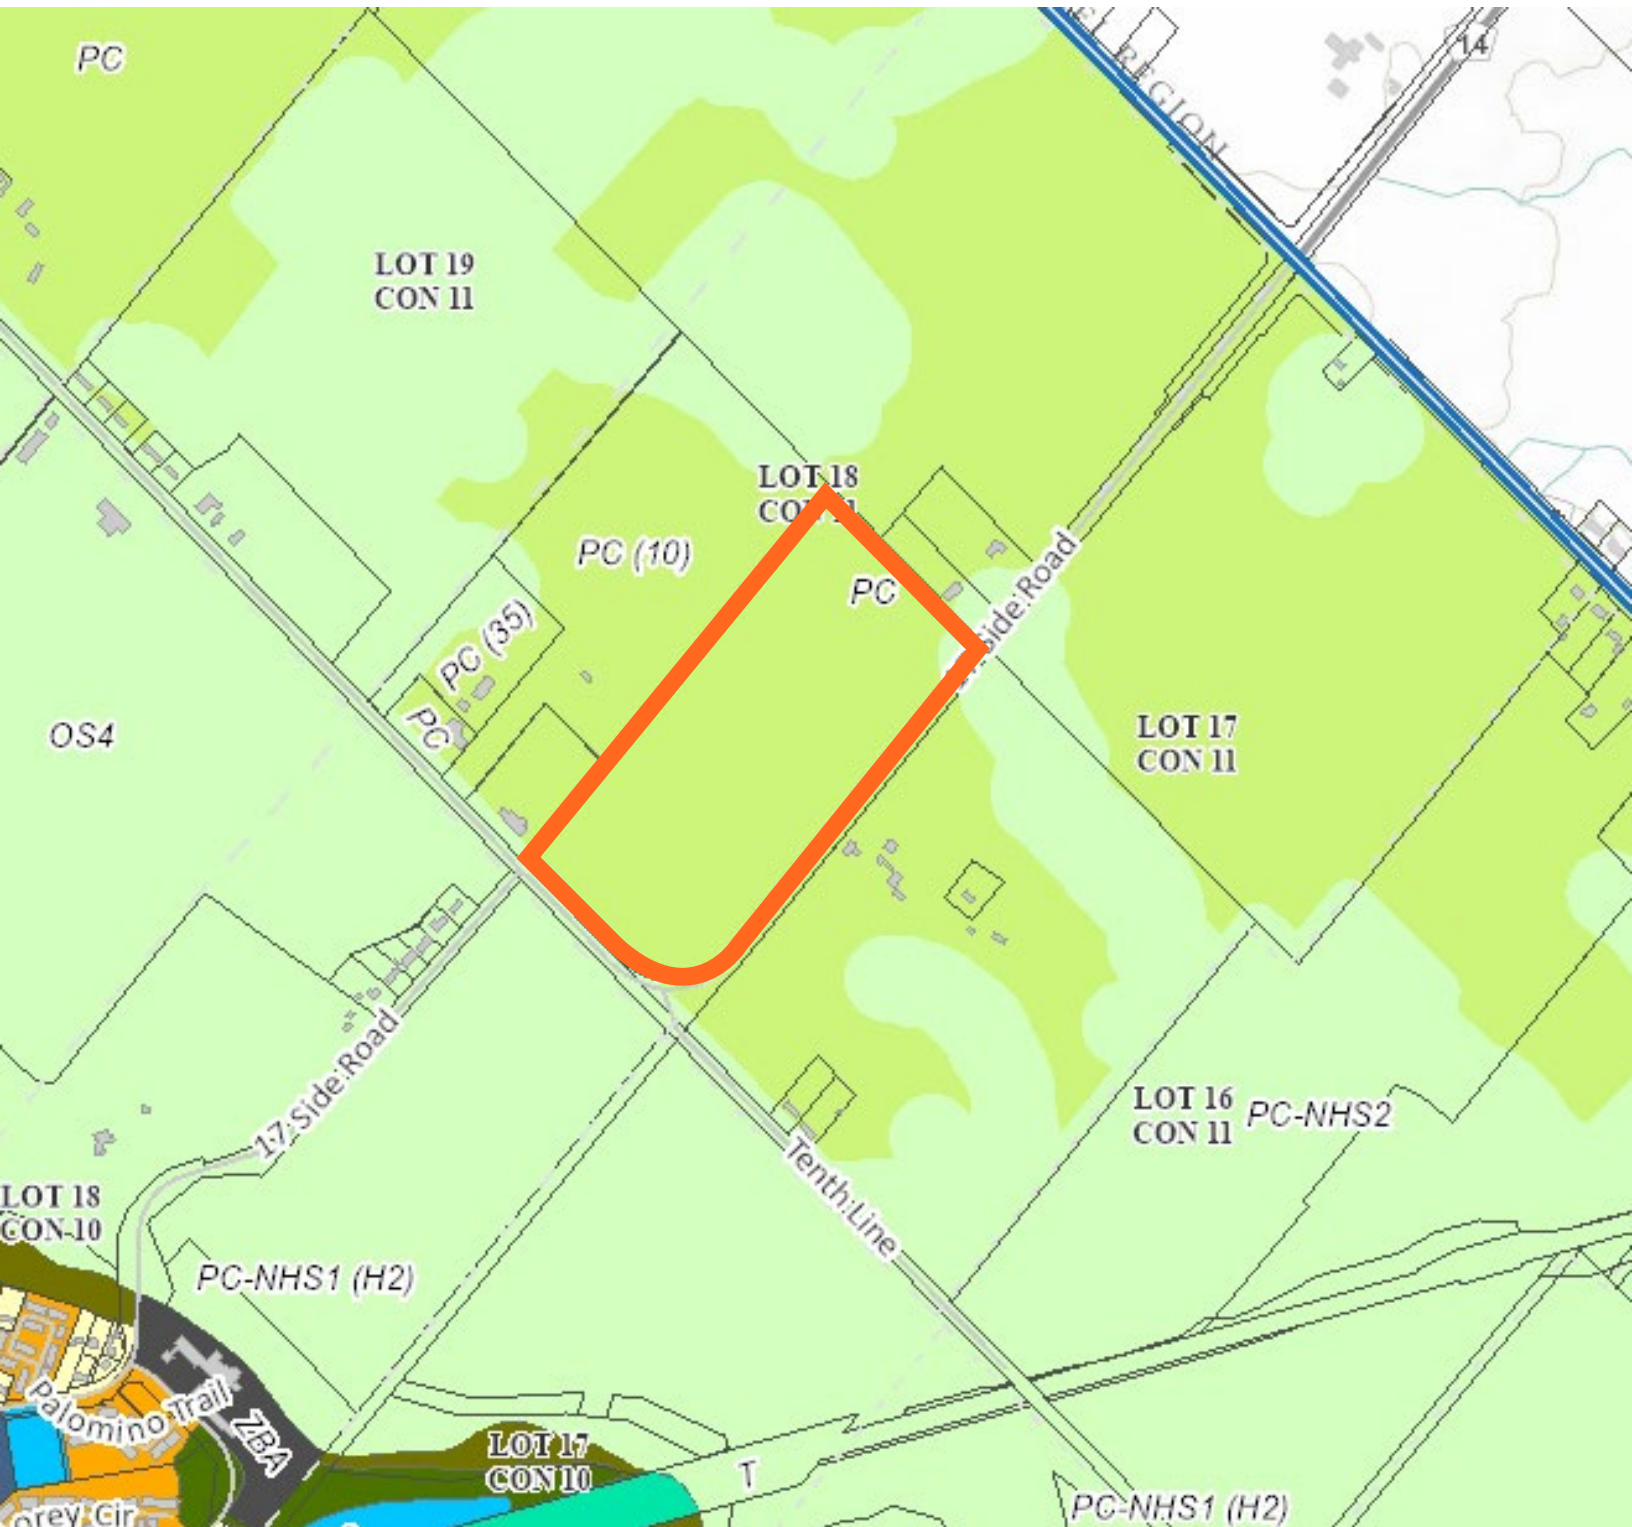 PC
14
REGION
LOT 19
CON 11
LOT 18
PC (10)
PC
Side Road
PC (35)
PC
OS4
LOT 17
CON 11
LOT 16
CON 11
PC-NHS2
17 Side Road
Tenth Line
LOT 18
CON 10
PC-NHS1 (H2)
Palomino Trail
ZBA
LOT 17
CON 10
T
PC-NHS1 (H2)
Cir